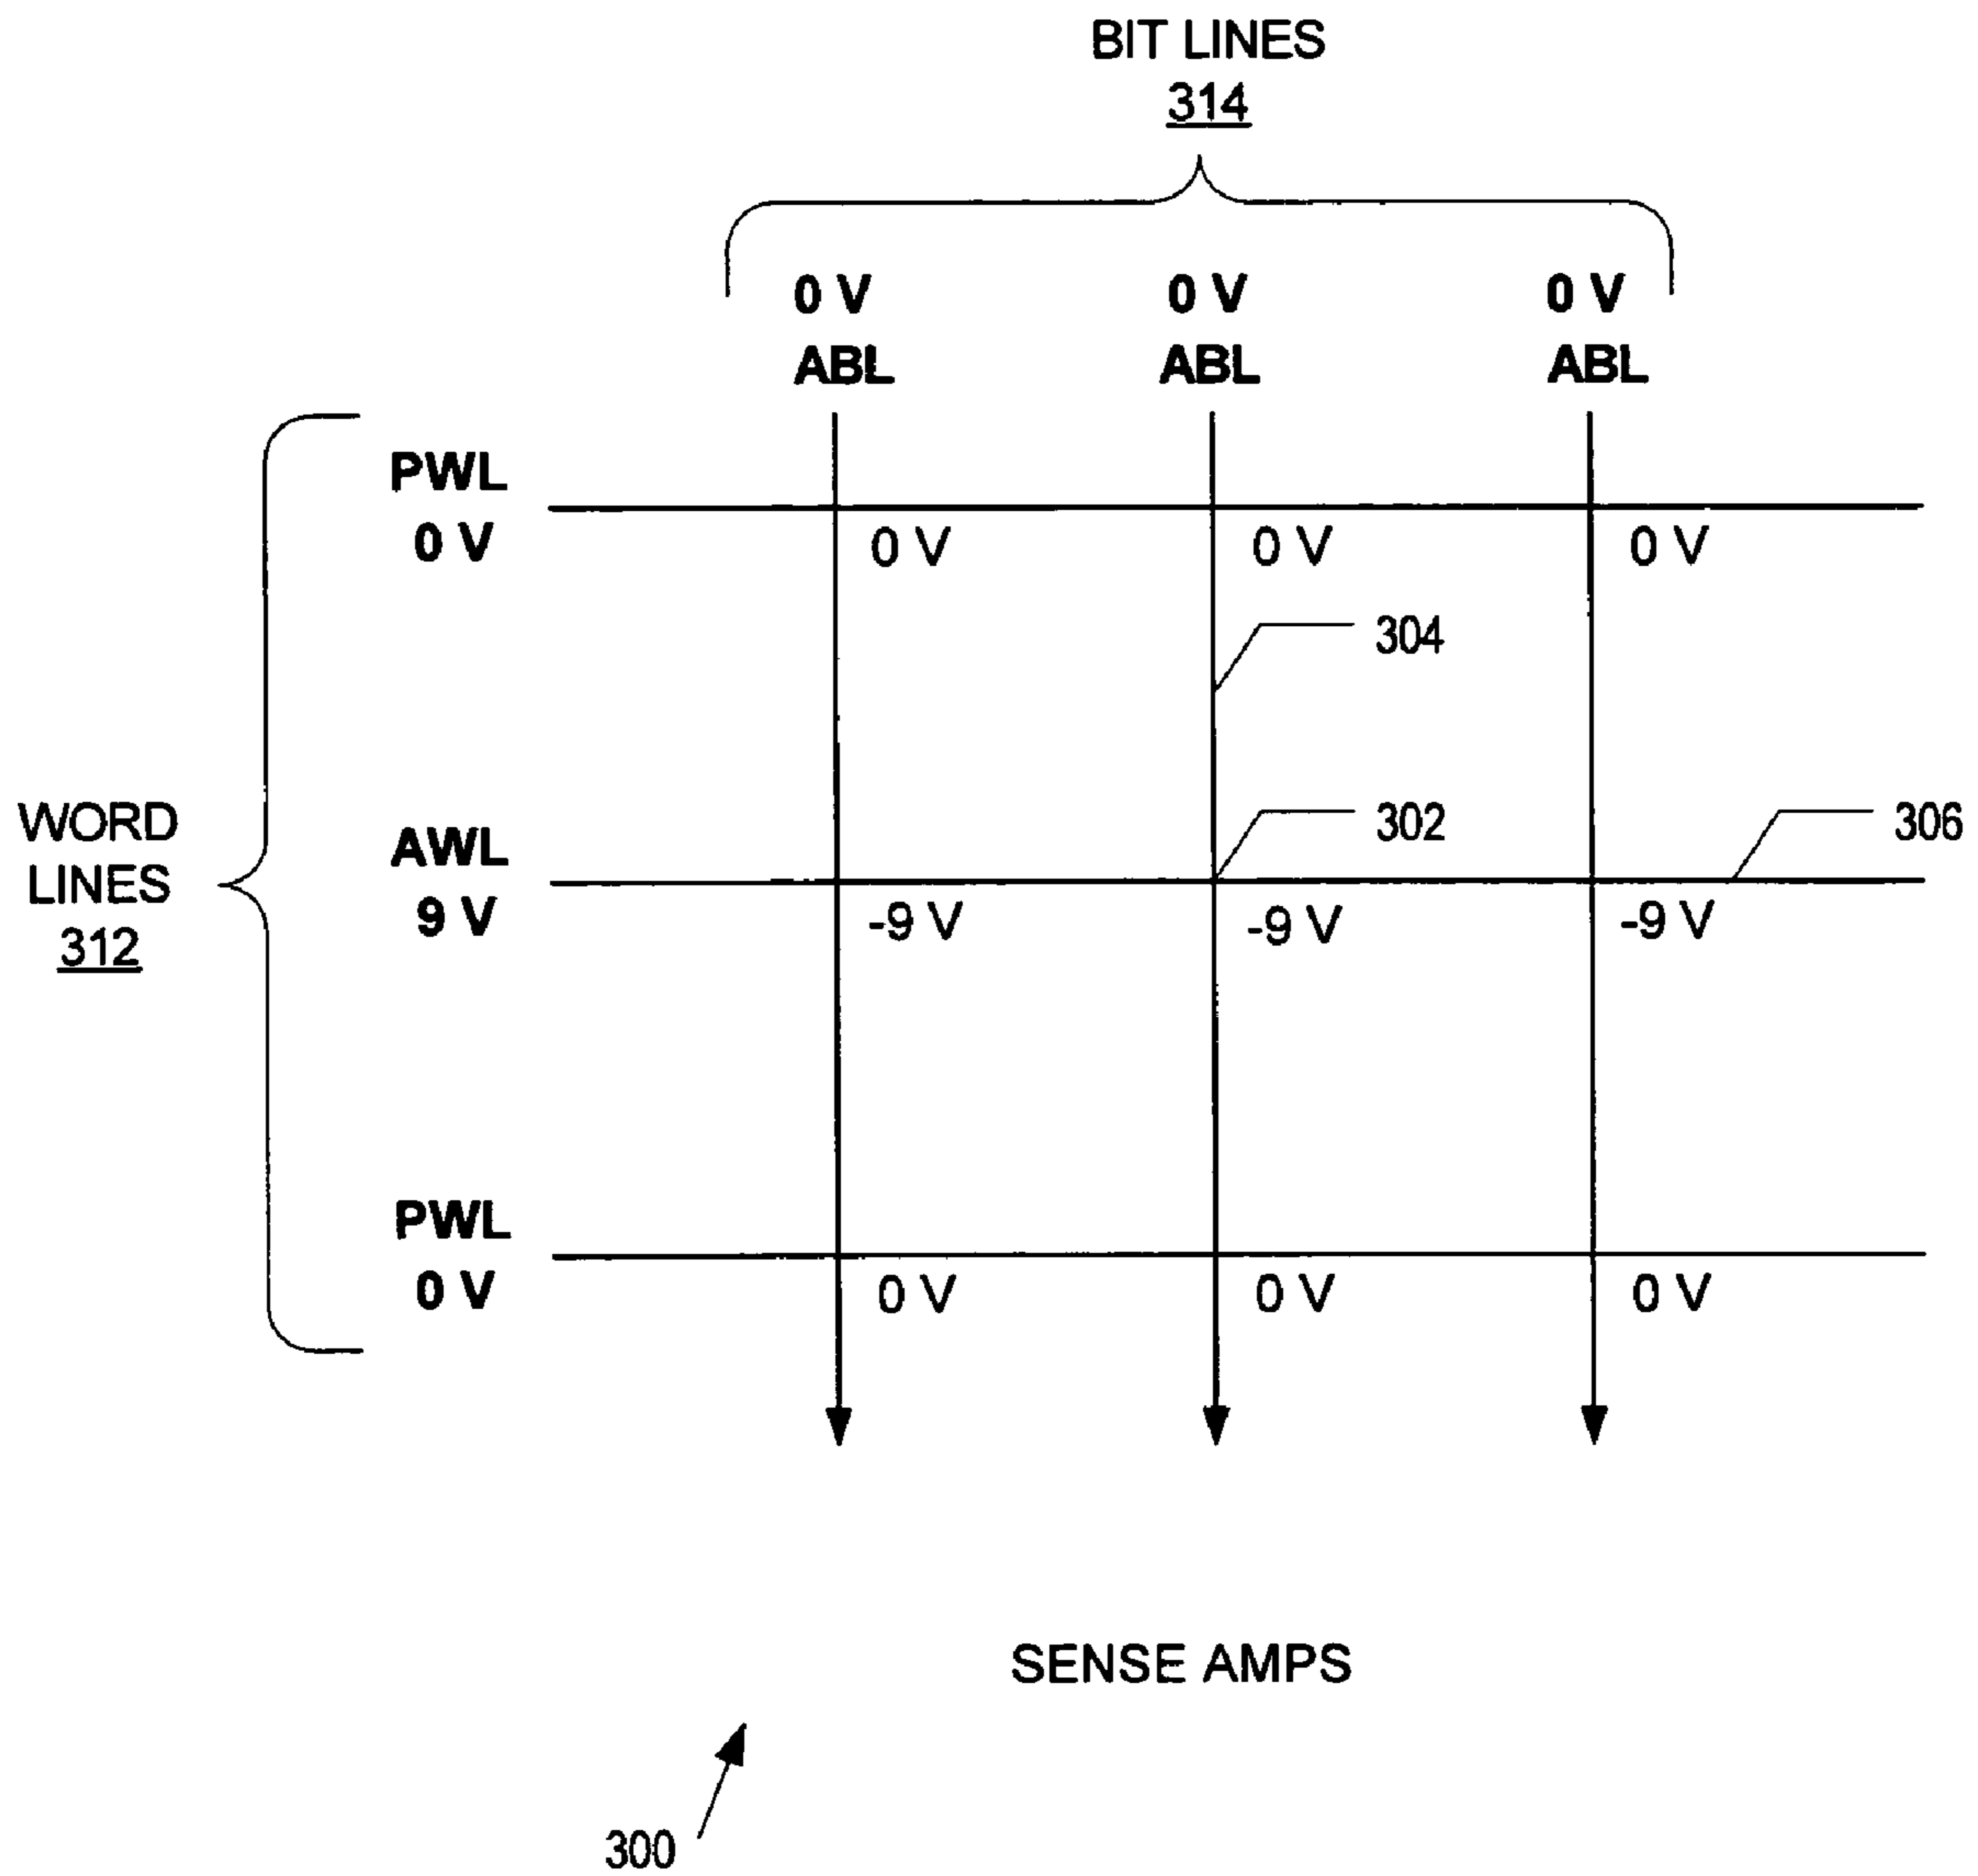 BIT LINES
314
0 V 0 V 0 V
ABL ABL ABL
PWL
0 V
0 V 0 V 0 V
304
WORD
LINES
312
AWL
9 V
302
306
-9 V -9 V -9 V
PWL
0 V
0 V 0 V 0 V
SENSE AMPS
300